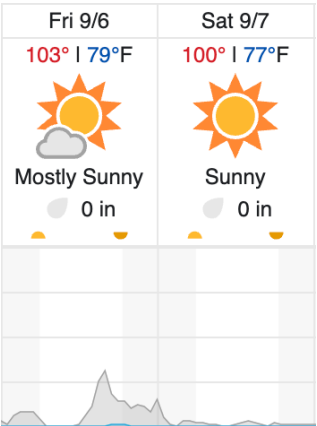 Fri 9/6 Sat 9/7
103° | 79°F 100° | 77°F
Mostly Sunny Sunny
0 in 0 in